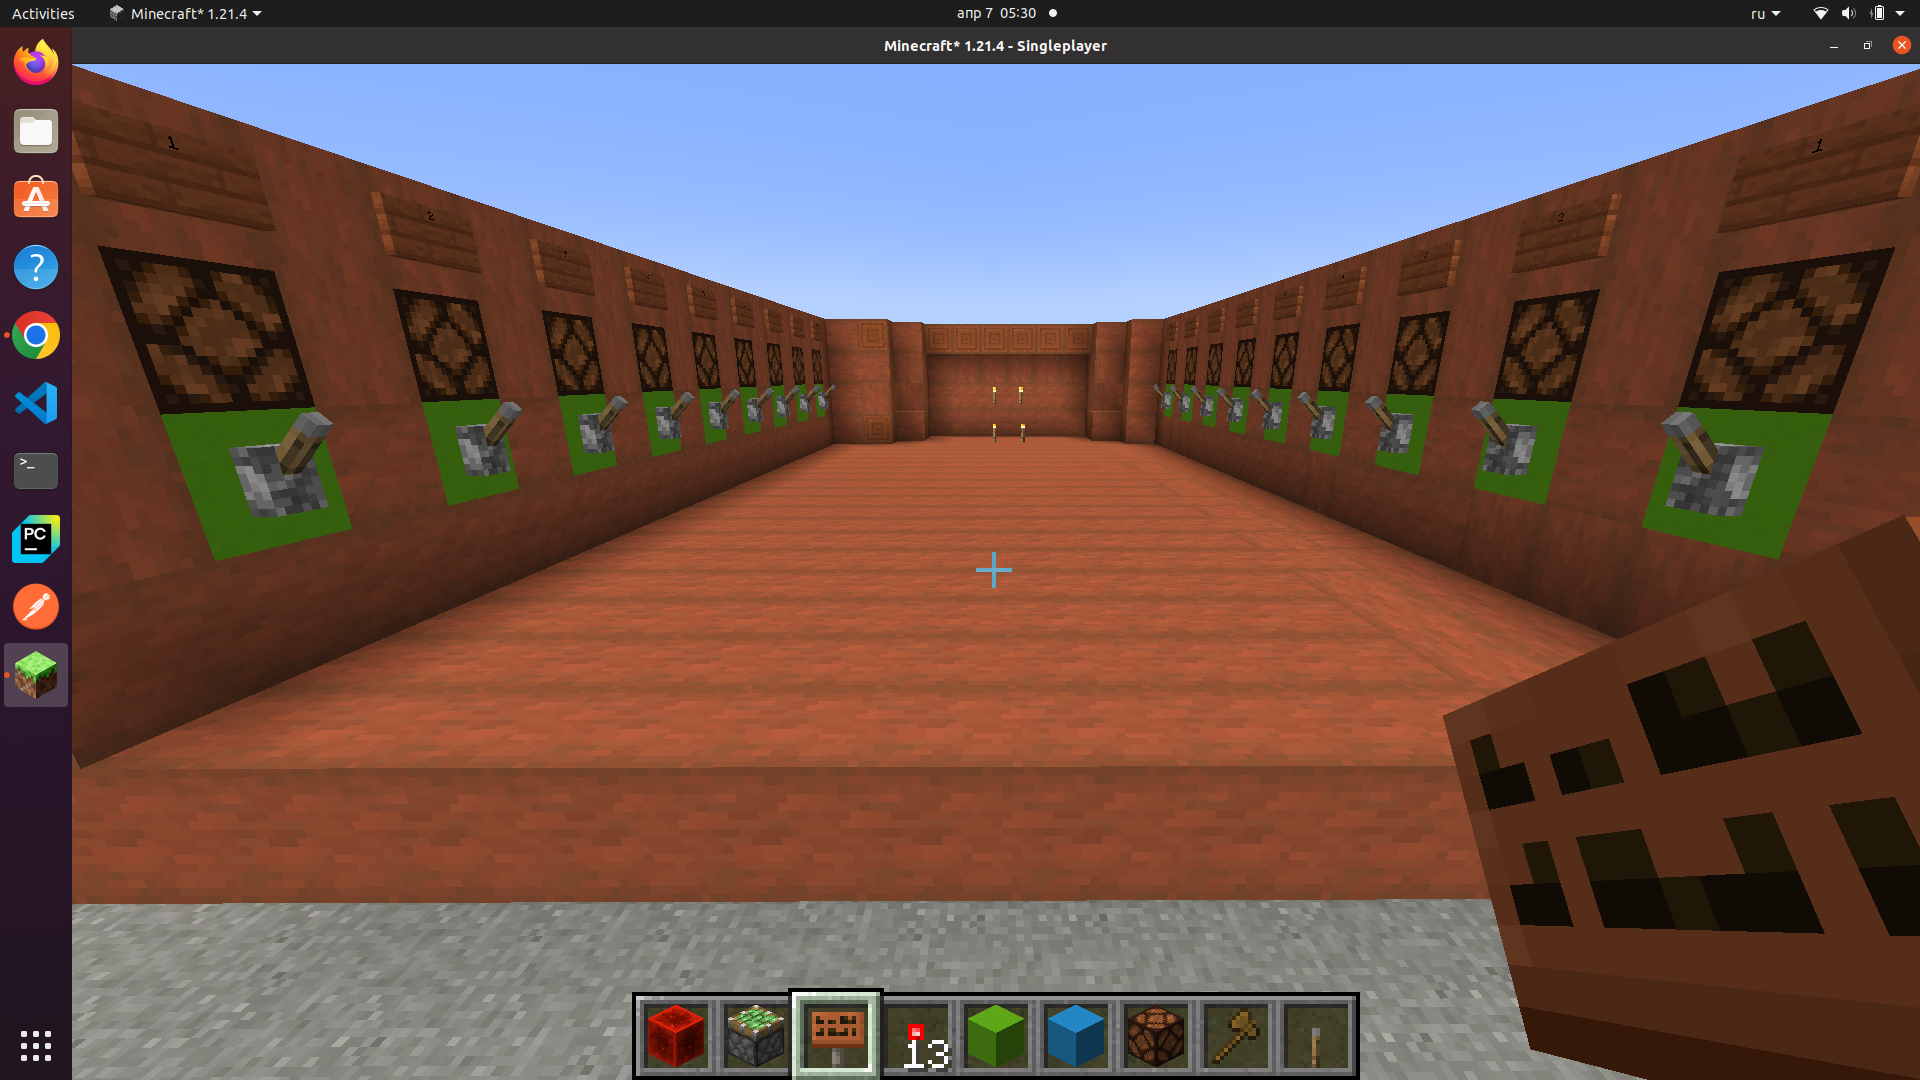 Activities
Minecraft* 1.21.4
апр 7 05:30
ru
Minecraft* 1.21.4 - Singleplayer
1
2
2
1
>_
PC
13